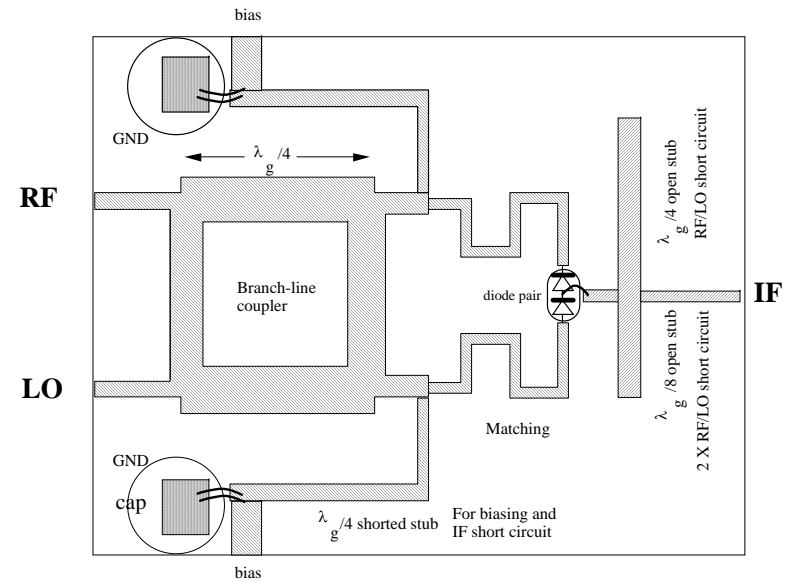 bias
GND
λg/4
RF
Branch-line
coupler
diode pair
λg/4 open stub
RF/LO short circuit
IF
LO
λg/8 open stub
2 X RF/LO short circuit
Matching
GND
cap
λg/4 shorted stub
For biasing and
IF short circuit
bias